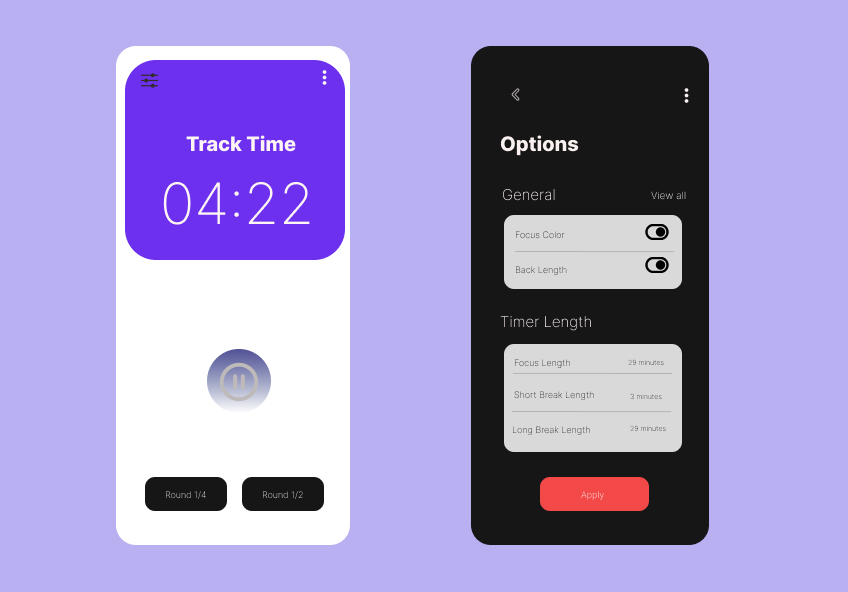 Track Time
04:22
Round 1/4 Round 1/2
Options
General View all
Focus Color
Back Length
Timer Length
Focus Length 29 minutes
Short Break Length 3 minutes
Long Break Length 29 minutes
Apply